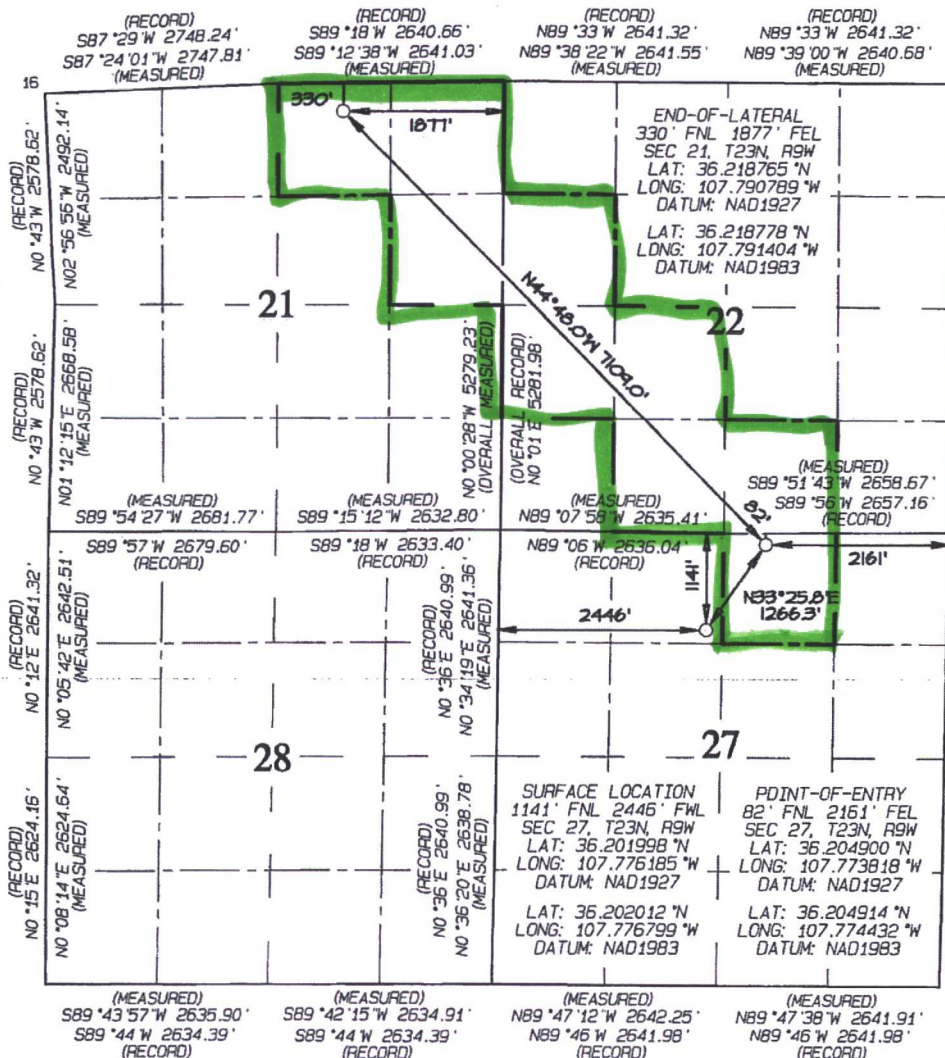 (RECORD)
S87°29'W 2748.24'
S87°24'01"W 2747.81'
(MEASURED)
(RECORD)
S89°18'W 2640.66'
S89°12'38"W 2641.03'
(MEASURED)
(RECORD)
N89°33'W 2641.32'
N89°38'22"W 2641.55'
(MEASURED)
(RECORD)
N89°33'W 2641.32'
N89°39'00"W 2640.68'
(MEASURED)
16
330'
1877'
END-OF-LATERAL
330' FNL 1877' FEL
SEC 21, T23N, R9W
LAT: 36.218765°N
LONG: 107.790789°W
DATUM: NAD1927
LAT: 36.218778°N
LONG: 107.791404°W
DATUM: NAD1983
(RECORD)
N0°43'W 2578.62'
N02°56'56"W 2492.14'
(MEASURED)
21
22
N44°48.0'W 7109.0'
(RECORD)
N0°43'W 2578.62'
N01°12'15"E 2668.58'
(MEASURED)
N0°00'28"W 5279.23'
(OVERALL MEASURED)
(OVERALL RECORD)
N0°01'E 5281.98'
(MEASURED)
S89°54'27"W 2681.77'
S89°57'W 2679.60'
(RECORD)
(MEASURED)
S89°15'12"W 2632.80'
S89°18'W 2633.40'
(RECORD)
(MEASURED)
N89°07'58"W 2635.41'
N89°06'W 2636.04'
(RECORD)
(MEASURED)
S89°51'43"W 2658.67'
S89°56'W 2657.16'
(RECORD)
82'
2161'
1141'
2446'
N33°25.8'E
1266.3'
(RECORD)
N0°12'E 2641.32'
N0°05'42"E 2642.51'
(MEASURED)
(RECORD)
N0°36'E 2640.99'
N0°34'19"E 2641.36'
(MEASURED)
28
27
(RECORD)
N0°15'E 2624.16'
N0°08'14"E 2624.64'
(MEASURED)
(RECORD)
N0°36'E 2640.99'
N0°36'20"E 2638.78'
(MEASURED)
SURFACE LOCATION
1141' FNL 2446' FWL
SEC 27, T23N, R9W
LAT: 36.201998°N
LONG: 107.776185°W
DATUM: NAD1927
LAT: 36.202012°N
LONG: 107.776799°W
DATUM: NAD1983
POINT-OF-ENTRY
82' FNL 2161' FEL
SEC 27, T23N, R9W
LAT: 36.204900°N
LONG: 107.773818°W
DATUM: NAD1927
LAT: 36.204914°N
LONG: 107.774432°W
DATUM: NAD1983
(MEASURED)
S89°43'57"W 2635.90'
S89°44'W 2634.39'
(RECORD)
(MEASURED)
S89°42'15"W 2634.91'
S89°44'W 2634.39'
(RECORD)
(MEASURED)
N89°47'12"W 2642.25'
N89°46'W 2641.98'
(RECORD)
(MEASURED)
N89°47'38"W 2641.91'
N89°46'W 2641.98'
(RECORD)